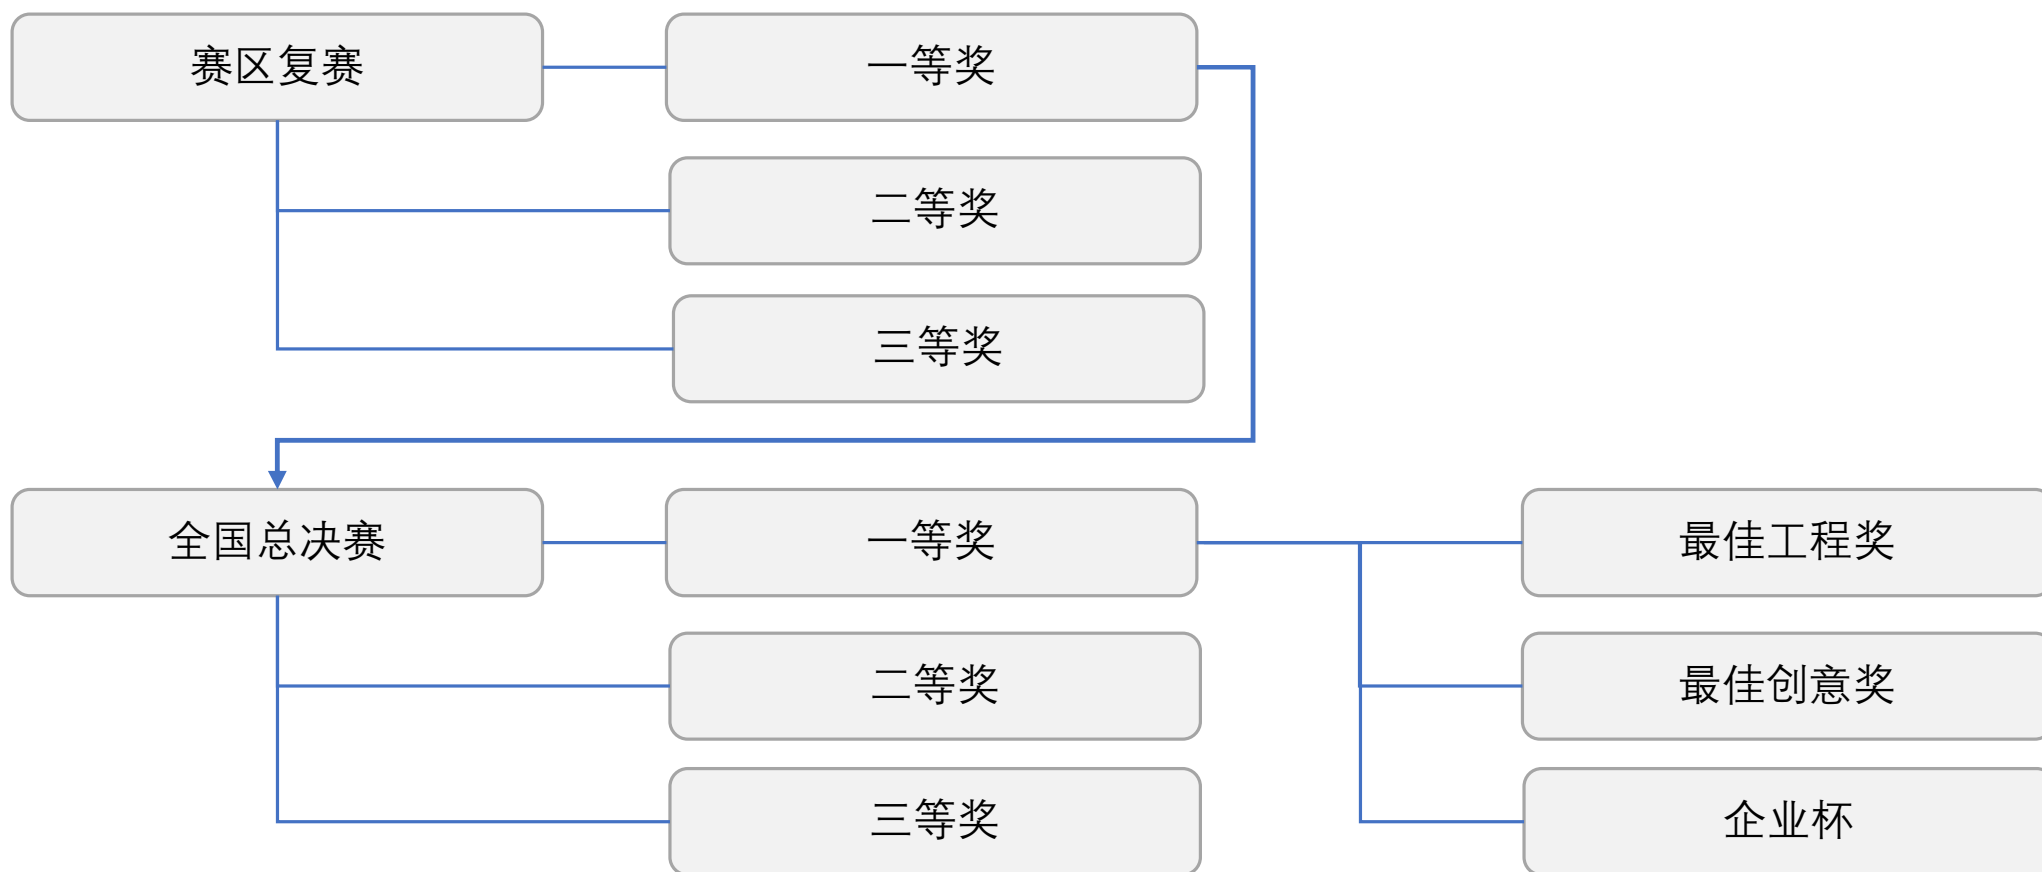 赛区复赛
一等奖
二等奖
三等奖
全国总决赛
一等奖
最佳工程奖
二等奖
最佳创意奖
三等奖
企业杯